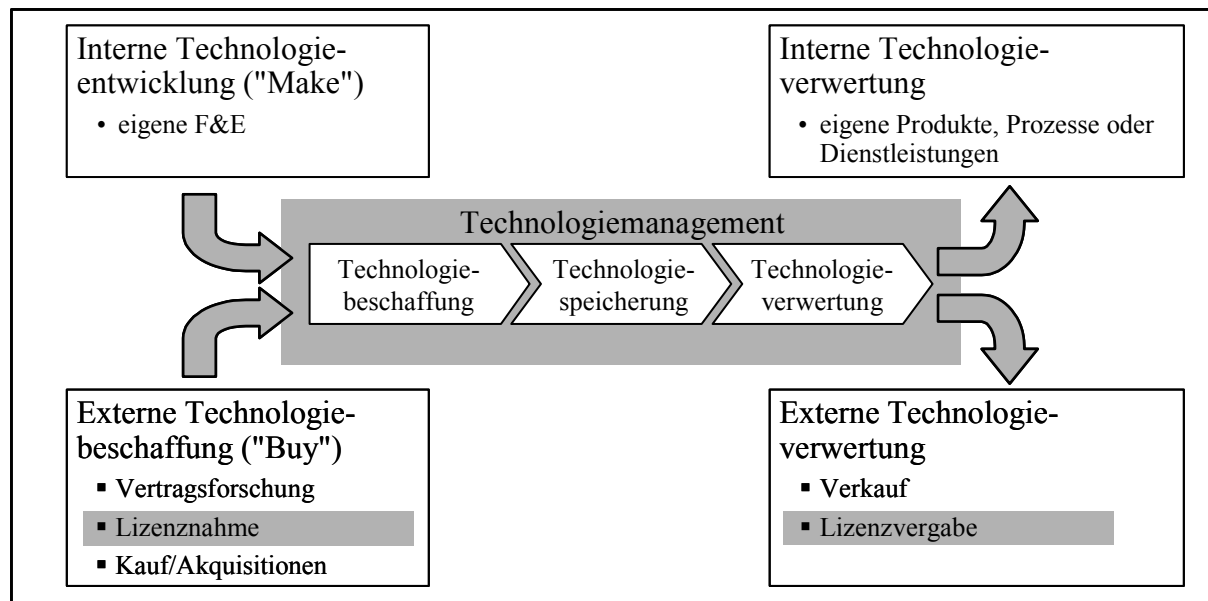 Interne Technologie-
entwicklung ("Make")
• eigene F&E
Interne Technologie-
verwertung
• eigene Produkte, Prozesse oder
Dienstleistungen
Technologiemanagement
Technologie-
beschaffung
Technologie-
speicherung
Technologie-
verwertung
Externe Technologie-
beschaffung ("Buy")
▪ Vertragsforschung
▪ Lizenznahme
▪ Kauf/Akquisitionen
Externe Technologie-
verwertung
▪ Verkauf
▪ Lizenzvergabe